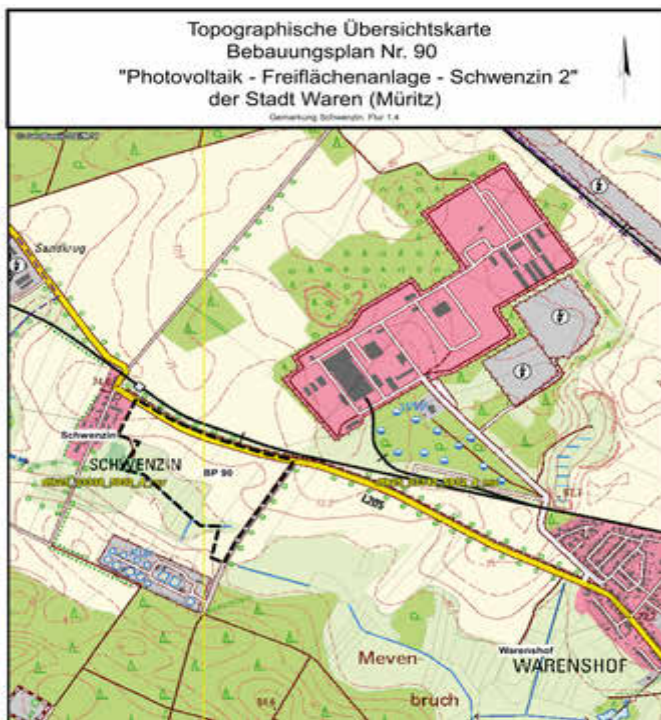 Topographische Übersichtskarte
Bebauungsplan Nr. 90
"Photovoltaik - Freiflächenanlage - Schwenzin 2"
der Stadt Waren (Müritz)
Gemarkung Schwenzin, Flur 1,4
Sandkrug
Schwenzin
SCHWENZIN
BP 90
L205
Warenshof
WARENSHOF
Meven-
bruch